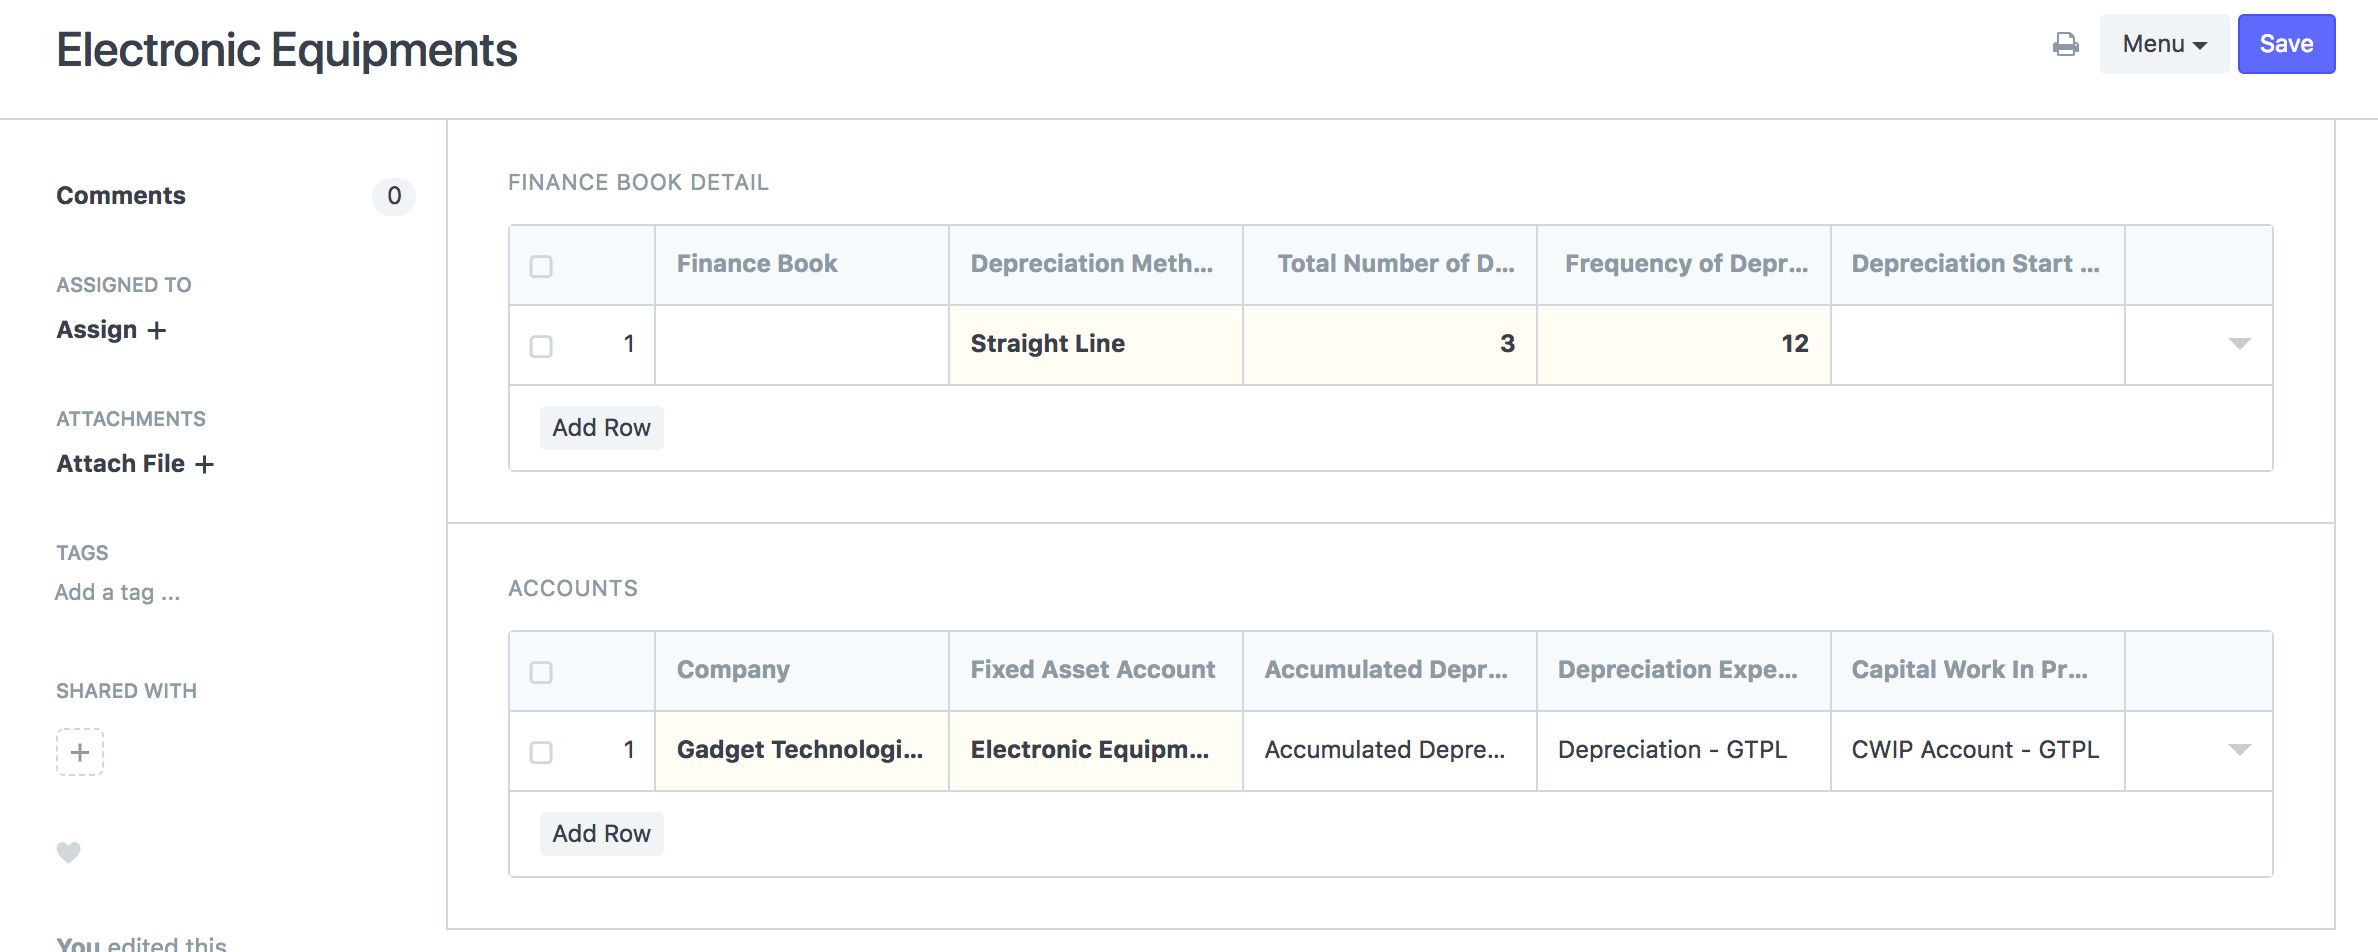 Electronic Equipments
Menu
Save
Comments 0
ASSIGNED TO
Assign +
ATTACHMENTS
Attach File +
TAGS
Add a tag ...
SHARED WITH
+
You edited this
FINANCE BOOK DETAIL
Finance Book Depreciation Meth... Total Number of D... Frequency of Depr... Depreciation Start ...
1 Straight Line 3 12
Add Row
ACCOUNTS
Company Fixed Asset Account Accumulated Depr... Depreciation Expe... Capital Work In Pr...
1 Gadget Technologi... Electronic Equipm... Accumulated Depre... Depreciation - GTPL CWIP Account - GTPL
Add Row